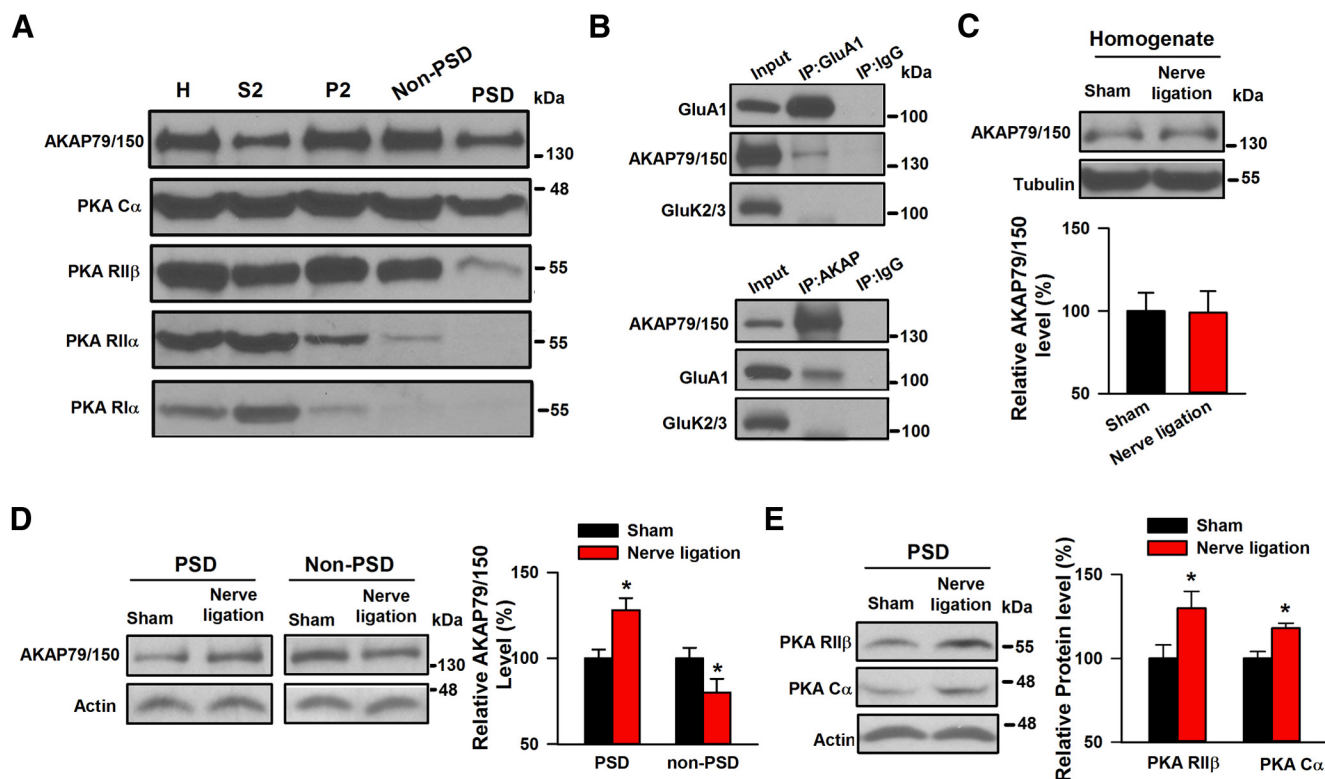 A
H S2 P2 Non-PSD PSD kDa
AKAP79/150
130
PKA Cα
48
PKA RIIβ
55
PKA RIIα
55
PKA RIα
55
B
Input IP:GluA1 IP:IgG kDa
GluA1
100
AKAP79/150
130
GluK2/3
100
Input IP:AKAP IP:IgG
AKAP79/150
130
GluA1
100
GluK2/3
100
C
Homogenate
Sham Nerve ligation kDa
AKAP79/150
130
Tubulin
55
Relative AKAP79/150 level (%)
150
100
50
Sham
Nerve ligation
D
PSD Non-PSD
Sham Nerve ligation Sham Nerve ligation kDa
AKAP79/150
130
48
Actin
Sham
Nerve ligation
Relative AKAP79/150 Level (%)
150
100
50
*
*
PSD non-PSD
E
PSD
Sham Nerve ligation kDa
PKA RIIβ
55
PKA Cα
48
48
Actin
Sham
Nerve ligation
Relative Protein level (%)
150
100
50
*
*
PKA RIIβ PKA Cα